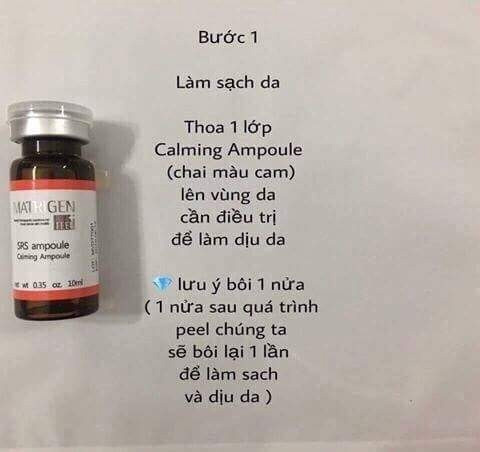 Bước 1
Làm sạch da
Thoa 1 lớp
Calming Ampoule
(chai màu cam)
lên vùng da
cần điều trị
để làm dịu da
💎 lưu ý bôi 1 nửa
( 1 nửa sau quá trình
peel chúng ta
sẽ bôi lại 1 lần
để làm sach
và dịu da )
MATRIGEN
SRS ampoule
Calming Ampoule
net wt 0.35 oz. 10ml